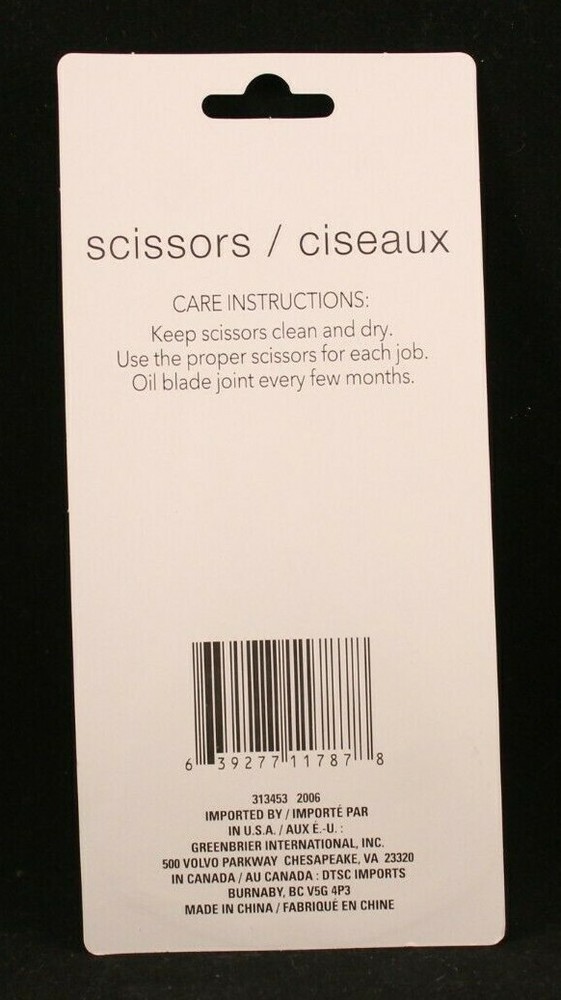 scissors / ciseaux
CARE INSTRUCTIONS:
Keep scissors clean and dry.
Use the proper scissors for each job.
Oil blade joint every few months.
6 39277 11787 8
313453 2006
IMPORTED BY / IMPORTÉ PAR
IN U.S.A. / AUX É.-U. :
GREENBRIER INTERNATIONAL, INC.
500 VOLVO PARKWAY CHESAPEAKE, VA 23320
IN CANADA / AU CANADA : DTSC IMPORTS
BURNABY, BC V5G 4P3
MADE IN CHINA / FABRIQUÉ EN CHINE